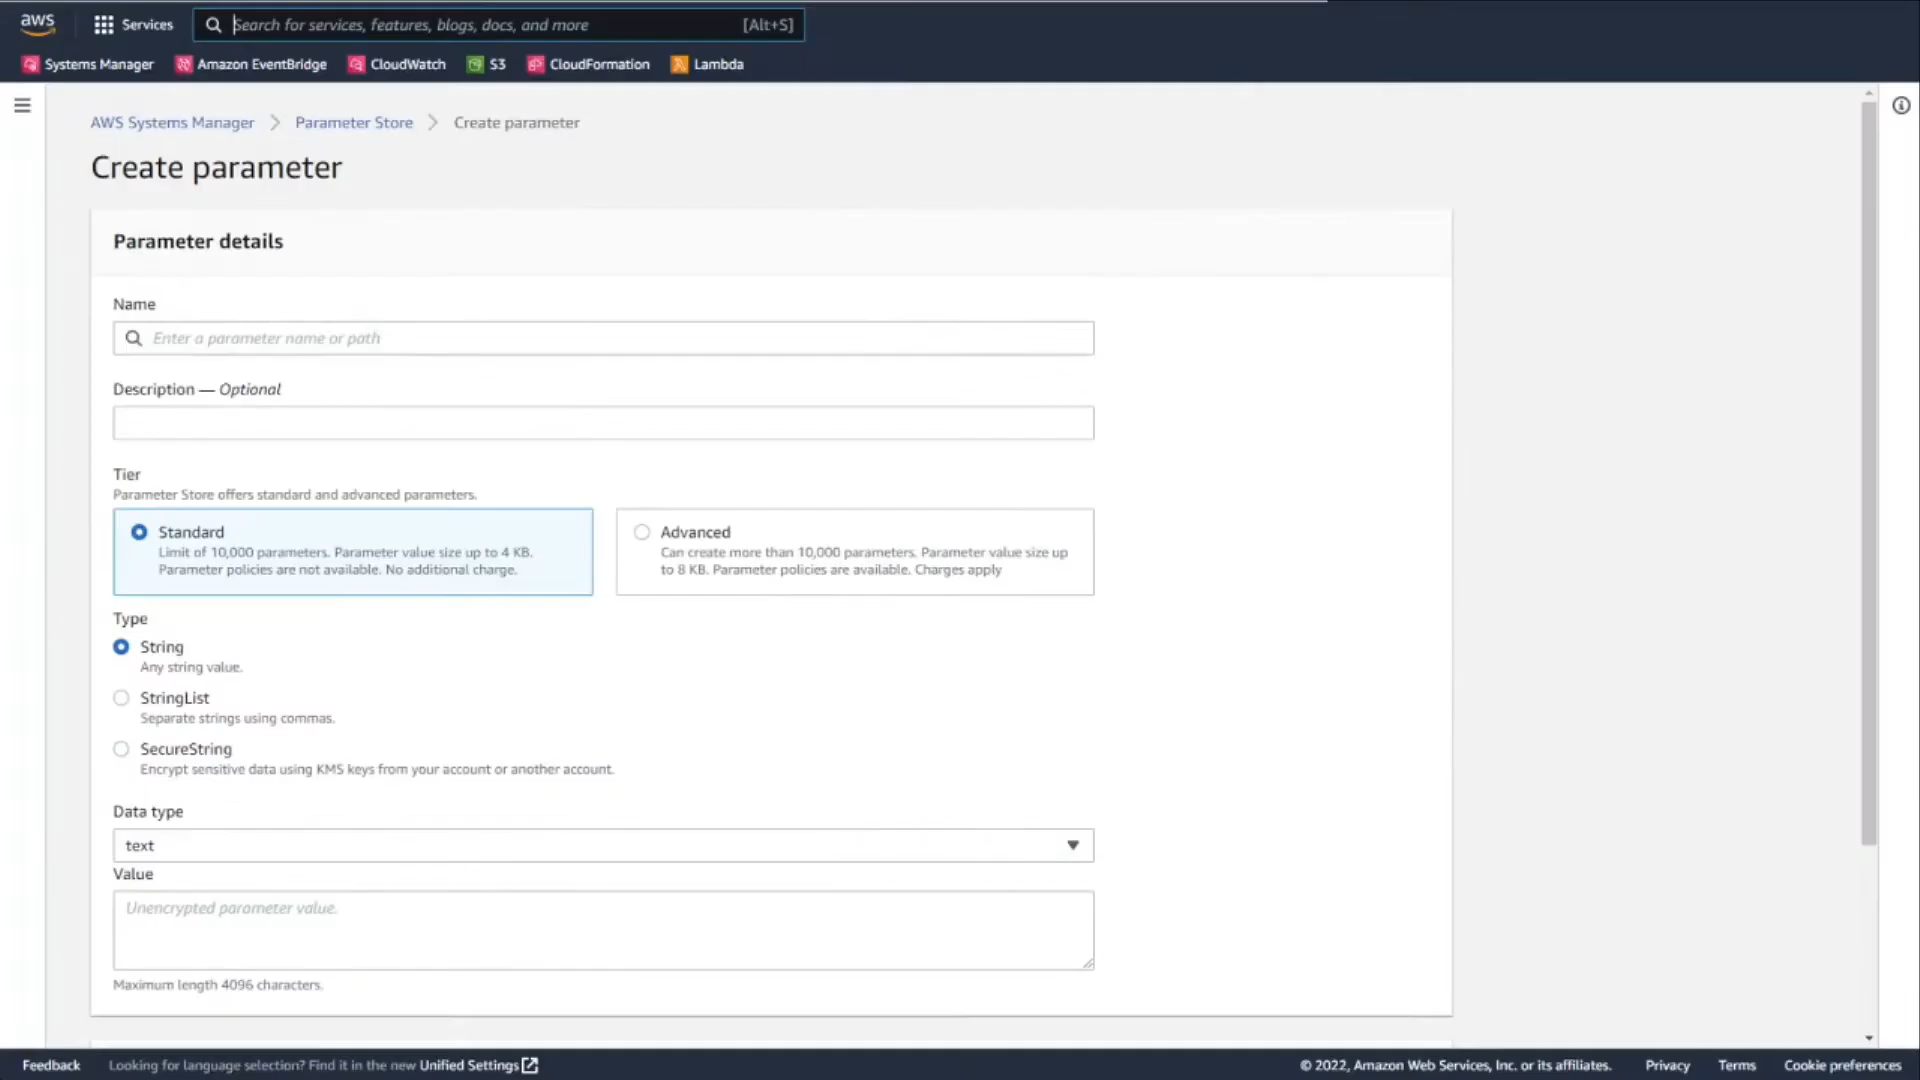 aws
Services
Search for services, features, blogs, docs, and more
[Alt+S]
Systems Manager
Amazon EventBridge
CloudWatch
S3
CloudFormation
Lambda
AWS Systems Manager
Parameter Store
Create parameter
Create parameter
Parameter details
Name
Enter a parameter name or path
Description — Optional
Tier
Parameter Store offers standard and advanced parameters.
Standard
Limit of 10,000 parameters. Parameter value size up to 4 KB.
Parameter policies are not available. No additional charge.
Advanced
Can create more than 10,000 parameters. Parameter value size up
to 8 KB. Parameter policies are available. Charges apply
Type
String
Any string value.
StringList
Separate strings using commas.
SecureString
Encrypt sensitive data using KMS keys from your account or another account.
Data type
text
Value
Unencrypted parameter value.
Maximum length 4096 characters.
Feedback
Looking for language selection? Find it in the new Unified Settings
© 2022, Amazon Web Services, Inc. or its affiliates.
Privacy
Terms
Cookie preferences